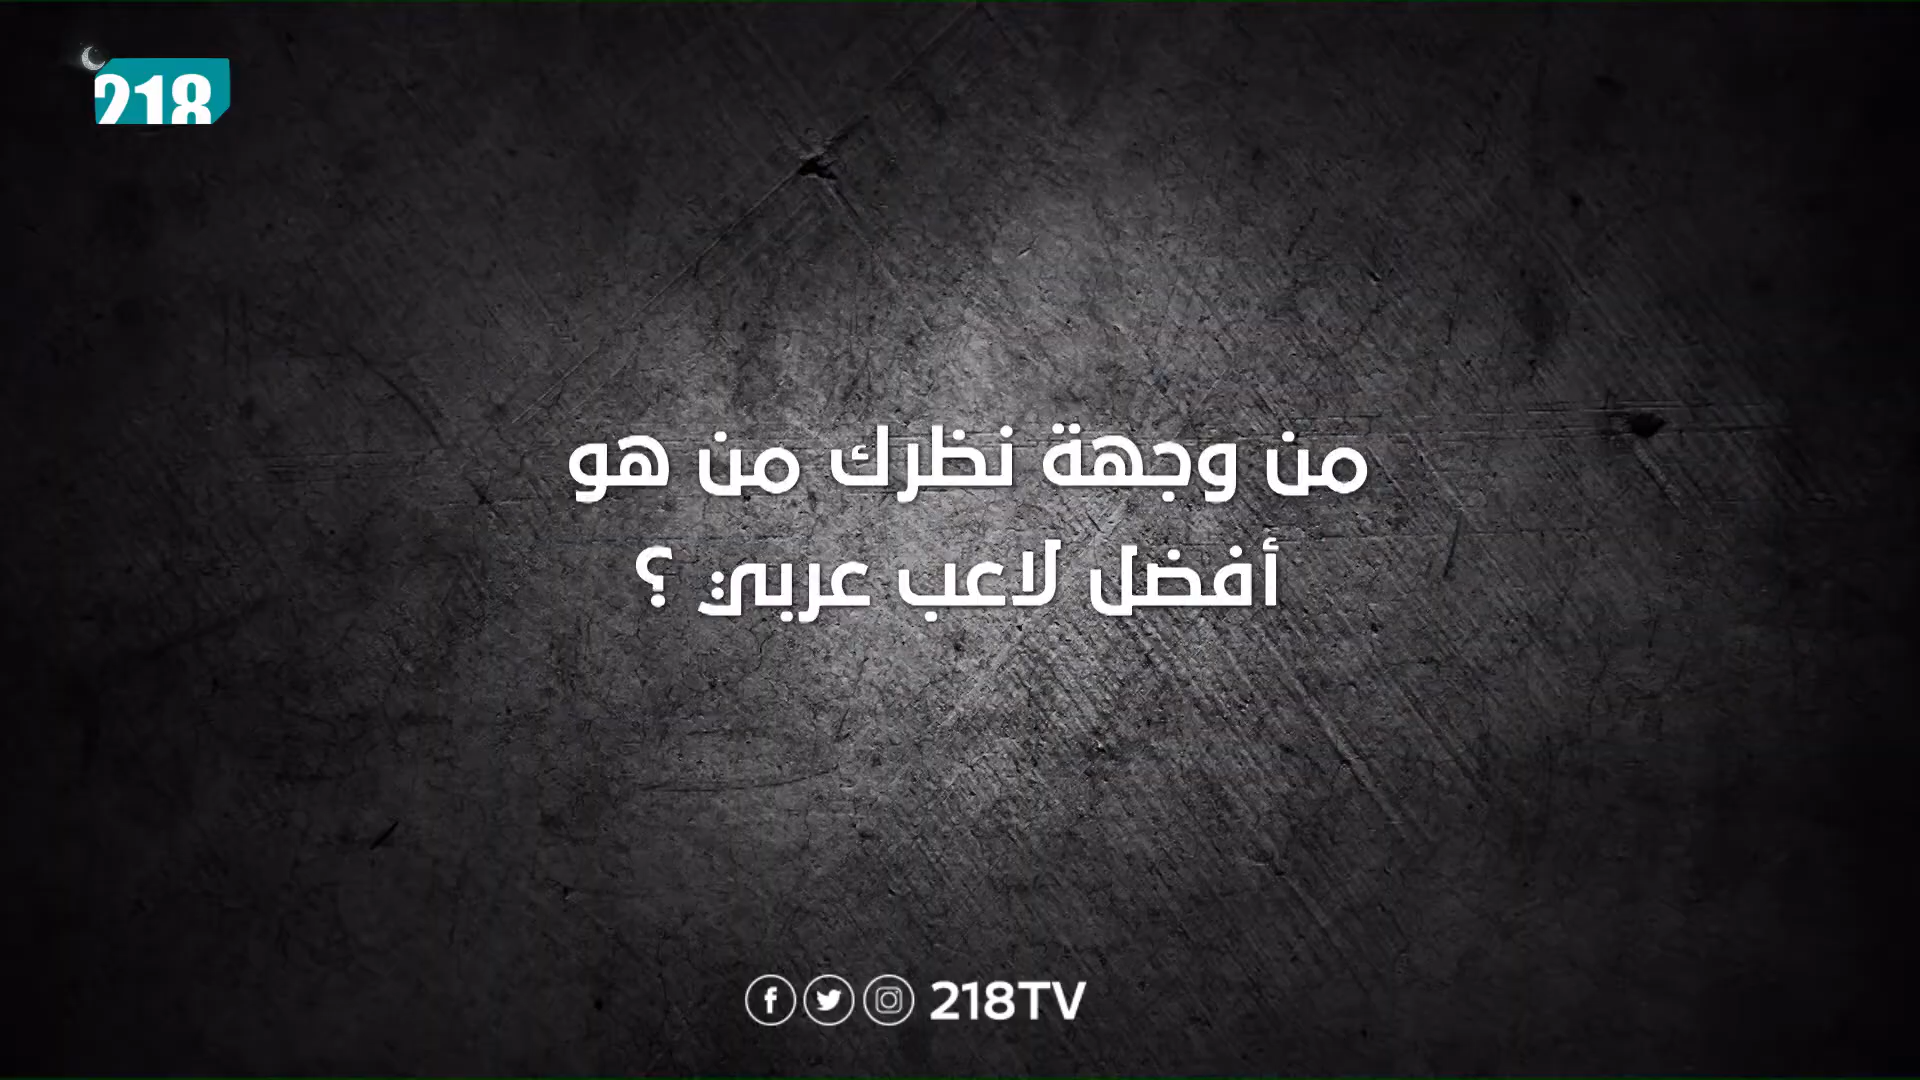 218
من وجهة نظرك من هو
أفضل لاعب عربي ؟
218TV